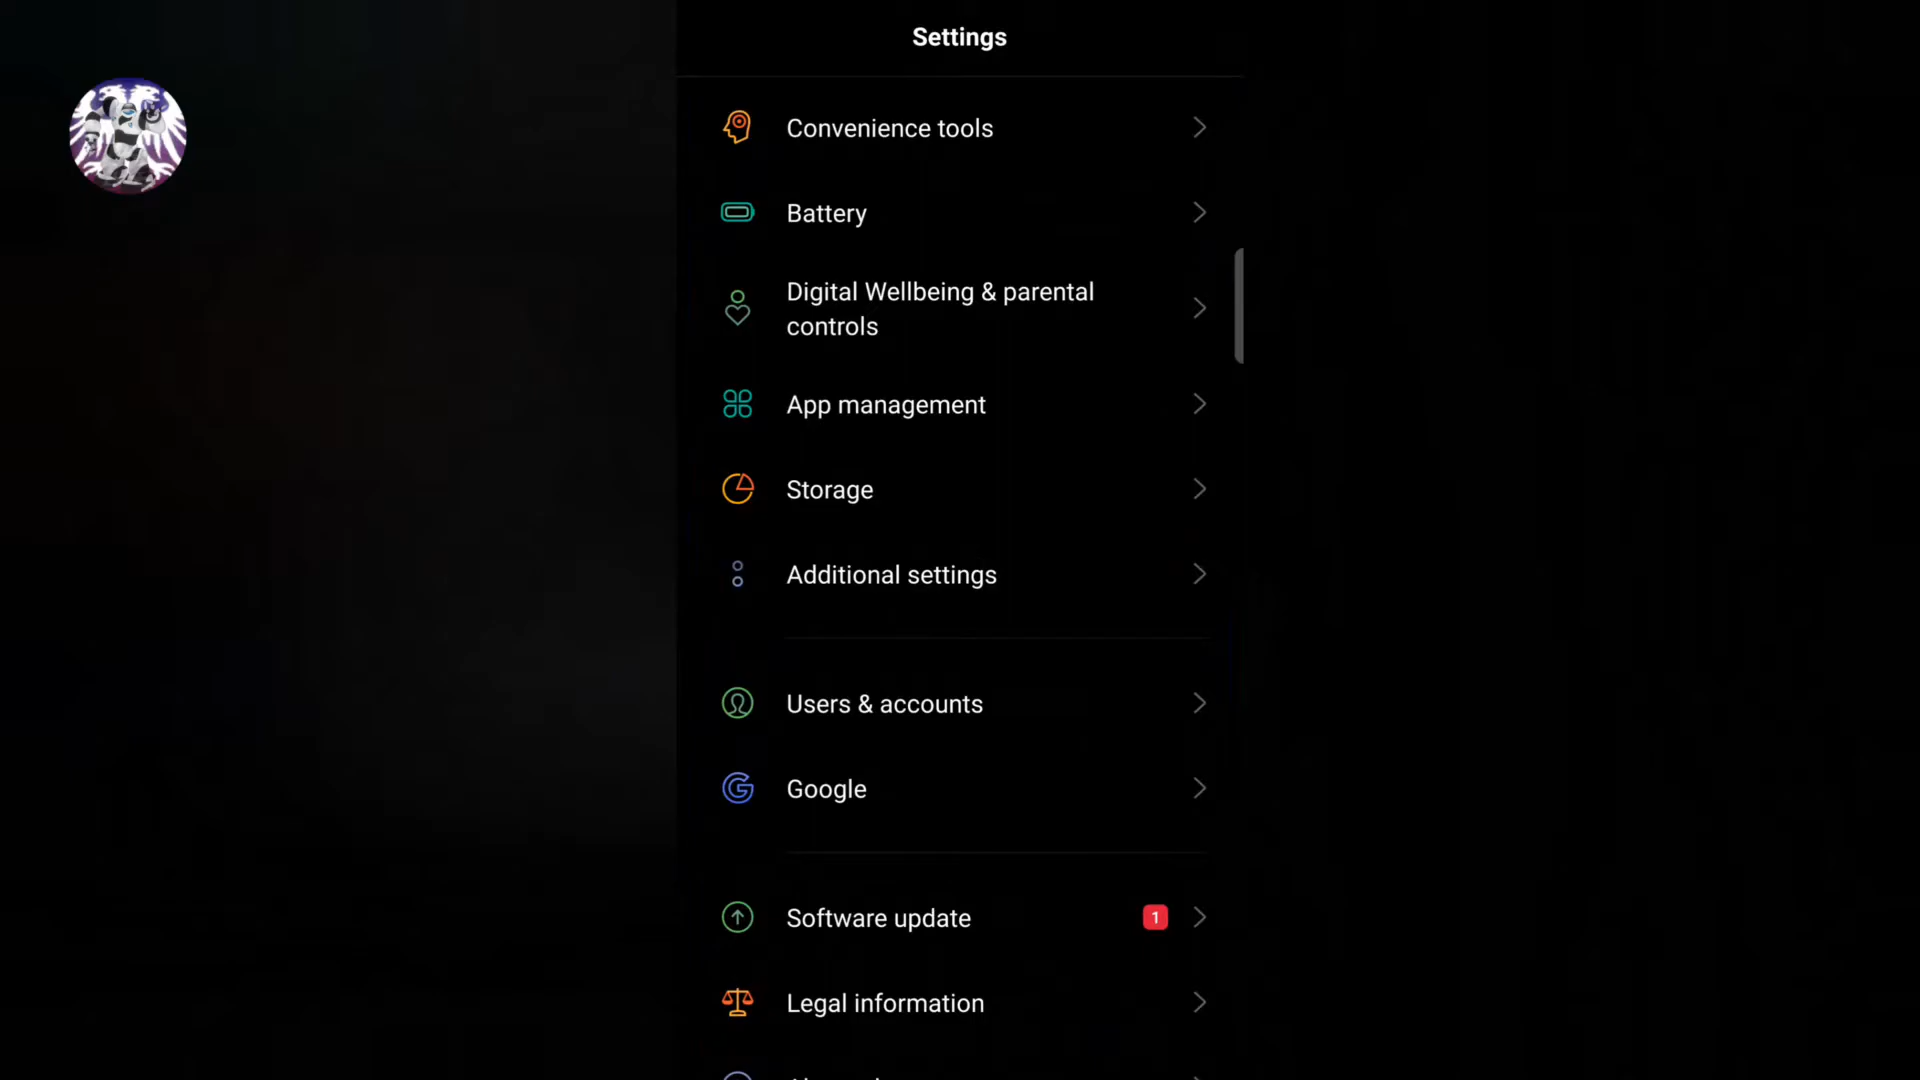 Settings
Convenience tools
Battery
Digital Wellbeing & parental
controls
App management
Storage
Additional settings
Users & accounts
Google
Software update 1
Legal information